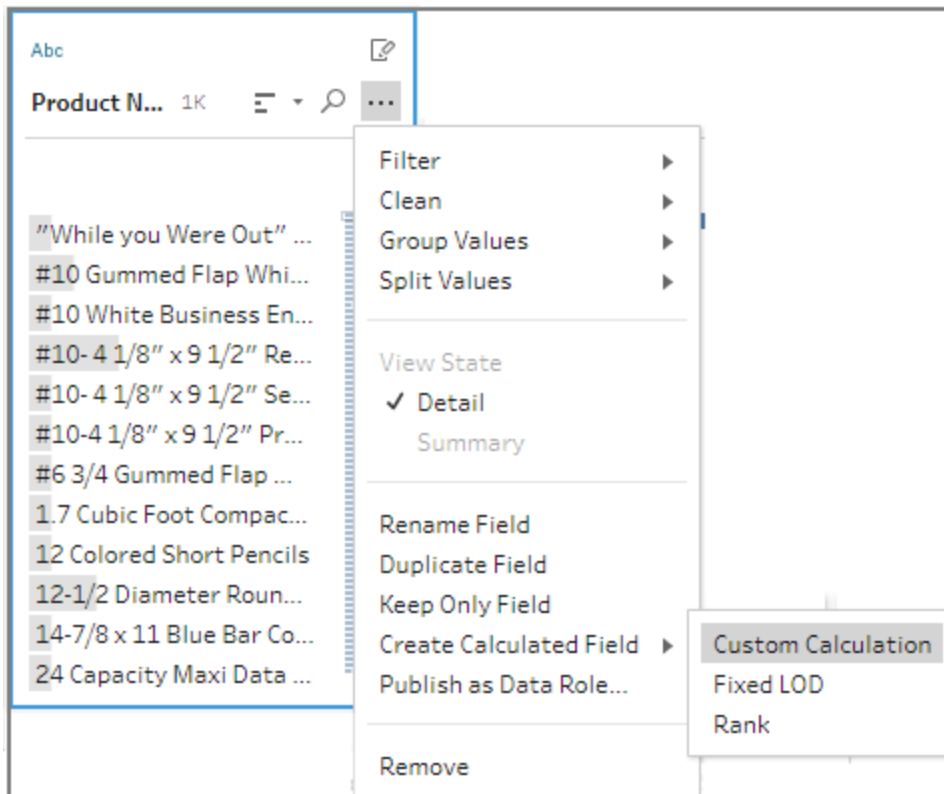 Abc
Product N... 1K ...
Filter
Clean
Group Values
Split Values
View State
✓ Detail
Summary
Rename Field
Duplicate Field
Keep Only Field
Create Calculated Field
Publish as Data Role...
Remove
Custom Calculation
Fixed LOD
Rank
"While you Were Out" ...
#10 Gummed Flap Whi...
#10 White Business En...
#10- 4 1/8" x 9 1/2" Re...
#10- 4 1/8" x 9 1/2" Se...
#10-4 1/8" x 9 1/2" Pr...
#6 3/4 Gummed Flap ...
1.7 Cubic Foot Compac...
12 Colored Short Pencils
12-1/2 Diameter Roun...
14-7/8 x 11 Blue Bar Co...
24 Capacity Maxi Data ...